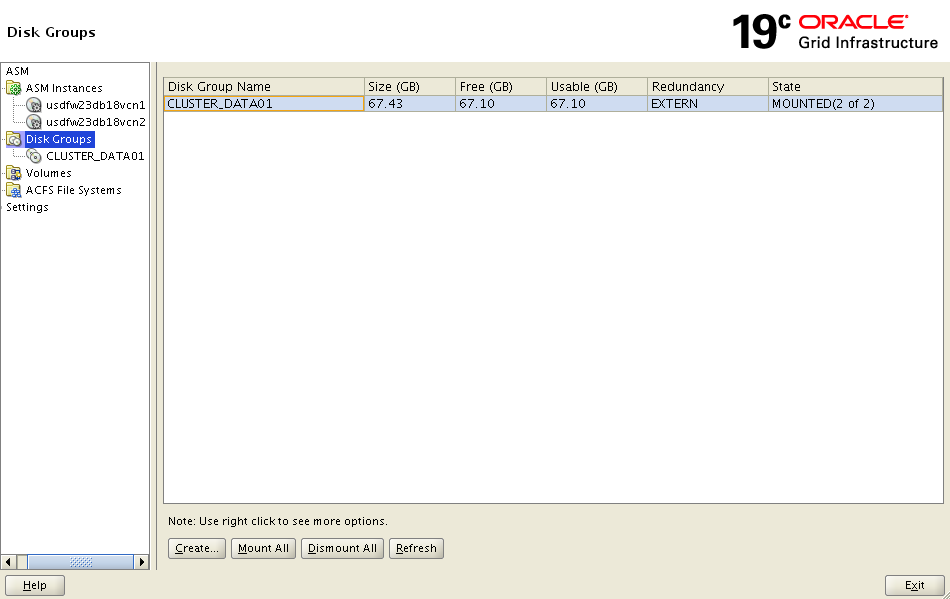 Disk Groups
19c ORACLE
Grid Infrastructure
ASM
ASM Instances
usdfw23db18vcn1
usdfw23db18vcn2
Disk Groups
CLUSTER_DATA01
Volumes
ACFS File Systems
Settings
Disk Group Name Size (GB) Free (GB) Usable (GB) Redundancy State
CLUSTER_DATA01 67.43 67.10 67.10 EXTERN MOUNTED(2 of 2)
Note: Use right click to see more options.
Create... Mount All Dismount All Refresh
Help Exit